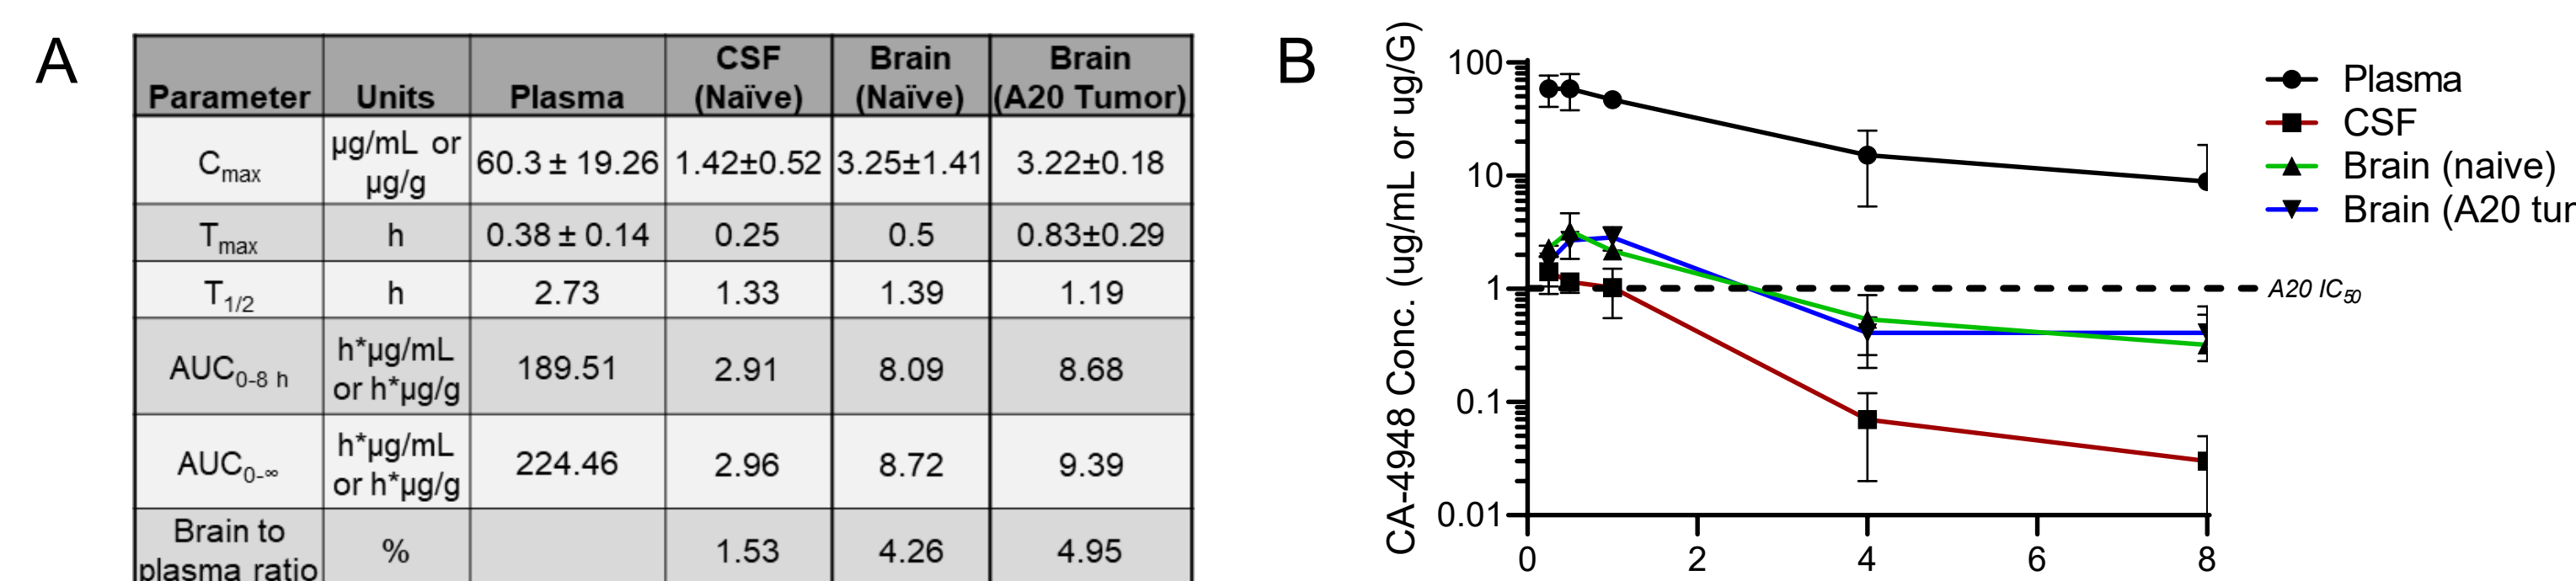 A
Parameter Units Plasma CSF (Naïve) Brain (Naïve) Brain (A20 Tumor)
Cmax µg/mL or µg/g 60.3 ± 19.26 1.42±0.52 3.25±1.41 3.22±0.18
Tmax h 0.38 ± 0.14 0.25 0.5 0.83±0.29
T1/2 h 2.73 1.33 1.39 1.19
AUC0-8 h h*µg/mL or h*µg/g 189.51 2.91 8.09 8.68
AUC0-∞ h*µg/mL or h*µg/g 224.46 2.96 8.72 9.39
Brain to plasma ratio % 1.53 4.26 4.95
B
CA-4948 Conc. (ug/mL or ug/G)
100
10
1
0.1
0.01
0 2 4 6 8
Plasma
CSF
Brain (naive)
Brain (A20 tur
A20 IC50